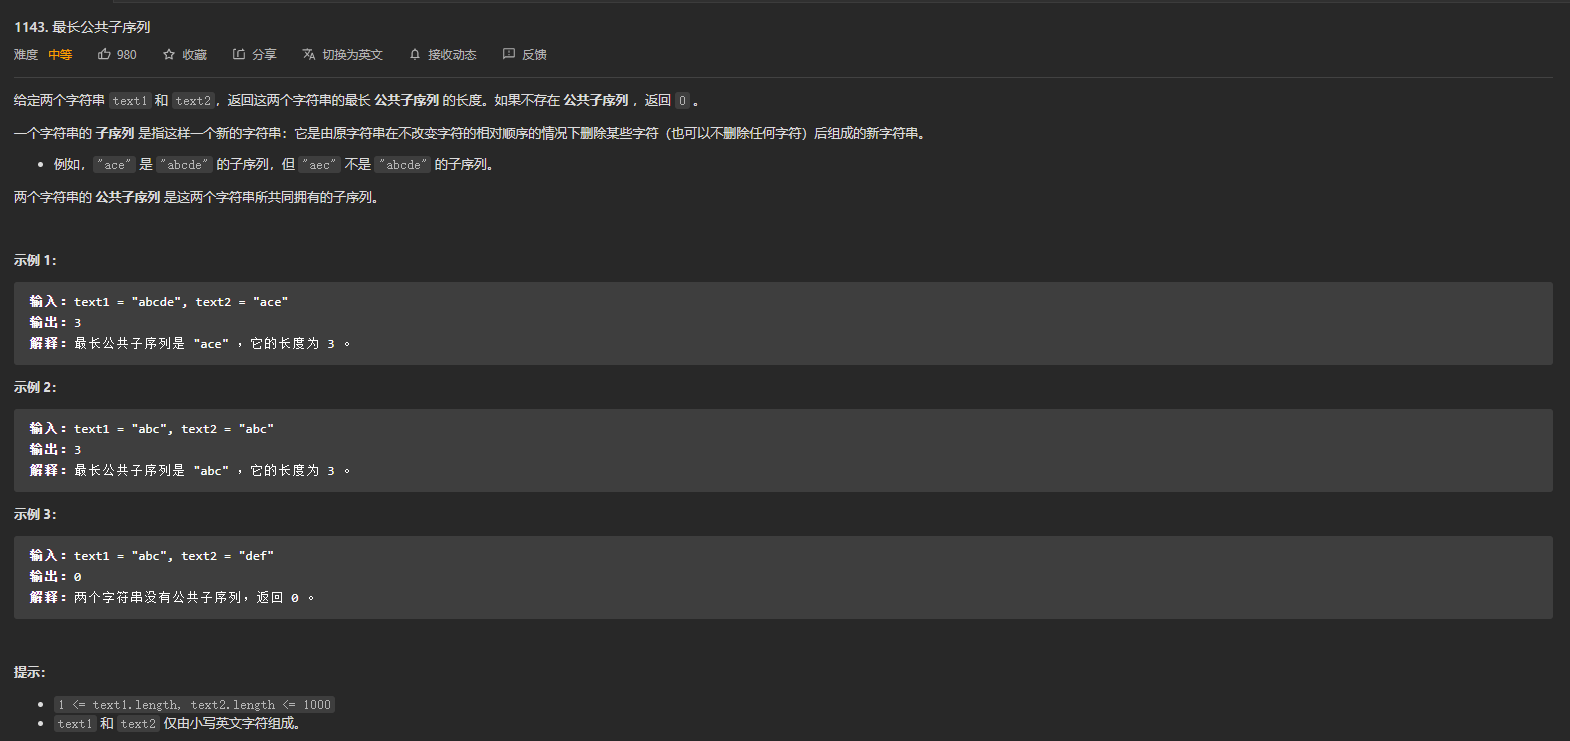 1143. 最长公共子序列
难度 中等 980 收藏 分享 切换为英文 接收动态 反馈
给定两个字符串 text1 和 text2，返回这两个字符串的最长 公共子序列 的长度。如果不存在 公共子序列 ，返回 0 。
一个字符串的 子序列 是指这样一个新的字符串：它是由原字符串在不改变字符的相对顺序的情况下删除某些字符（也可以不删除任何字符）后组成的新字符串。
• 例如，"ace" 是 "abcde" 的子序列，但 "aec" 不是 "abcde" 的子序列。
两个字符串的 公共子序列 是这两个字符串所共同拥有的子序列。
示例 1：
输入：text1 = "abcde", text2 = "ace"
输出：3
解释：最长公共子序列是 "ace" ，它的长度为 3 。
示例 2：
输入：text1 = "abc", text2 = "abc"
输出：3
解释：最长公共子序列是 "abc" ，它的长度为 3 。
示例 3：
输入：text1 = "abc", text2 = "def"
输出：0
解释：两个字符串没有公共子序列，返回 0 。
提示：
• 1 <= text1.length, text2.length <= 1000
• text1 和 text2 仅由小写英文字符组成。